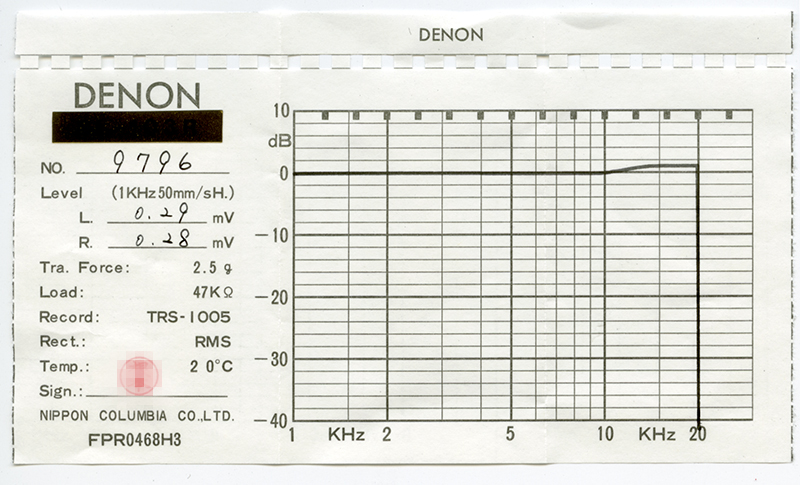 DENON
DENON
NO. 9796
Level (1KHz 50mm/sH.)
L. 0.29 mV
R. 0.28 mV
Tra. Force: 2.5 g
Load: 47KΩ
Record: TRS-1005
Rect.: RMS
Temp.: 20°C
Sign.:
NIPPON COLUMBIA CO.,LTD.
FPR0468H3
10
dB
0
-10
-20
-30
-40
1 KHz 2 5 10 KHz 20